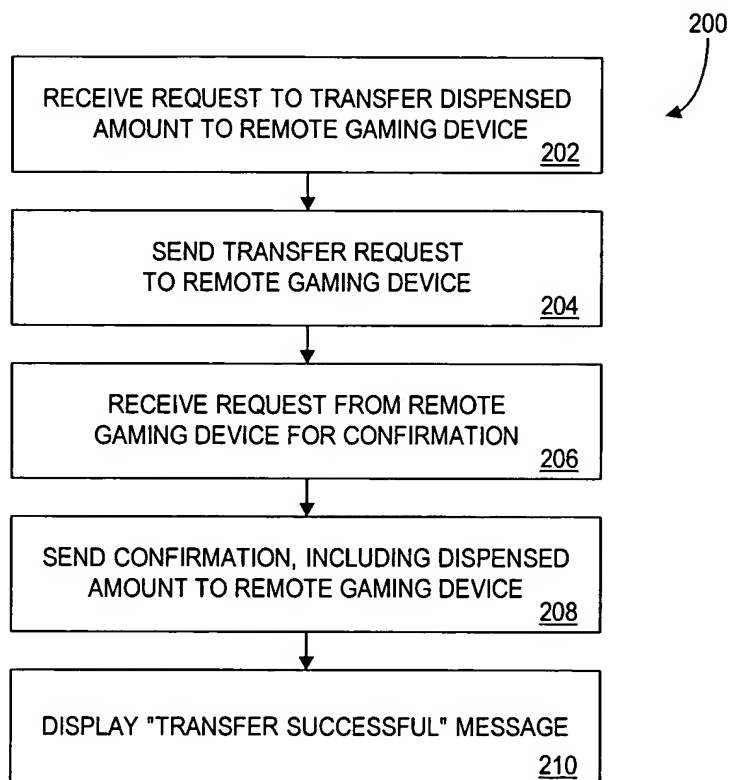 200
RECEIVE REQUEST TO TRANSFER DISPENSED
AMOUNT TO REMOTE GAMING DEVICE
202
SEND TRANSFER REQUEST
TO REMOTE GAMING DEVICE
204
RECEIVE REQUEST FROM REMOTE
GAMING DEVICE FOR CONFIRMATION
206
SEND CONFIRMATION, INCLUDING DISPENSED
AMOUNT TO REMOTE GAMING DEVICE
208
DISPLAY "TRANSFER SUCCESSFUL" MESSAGE
210